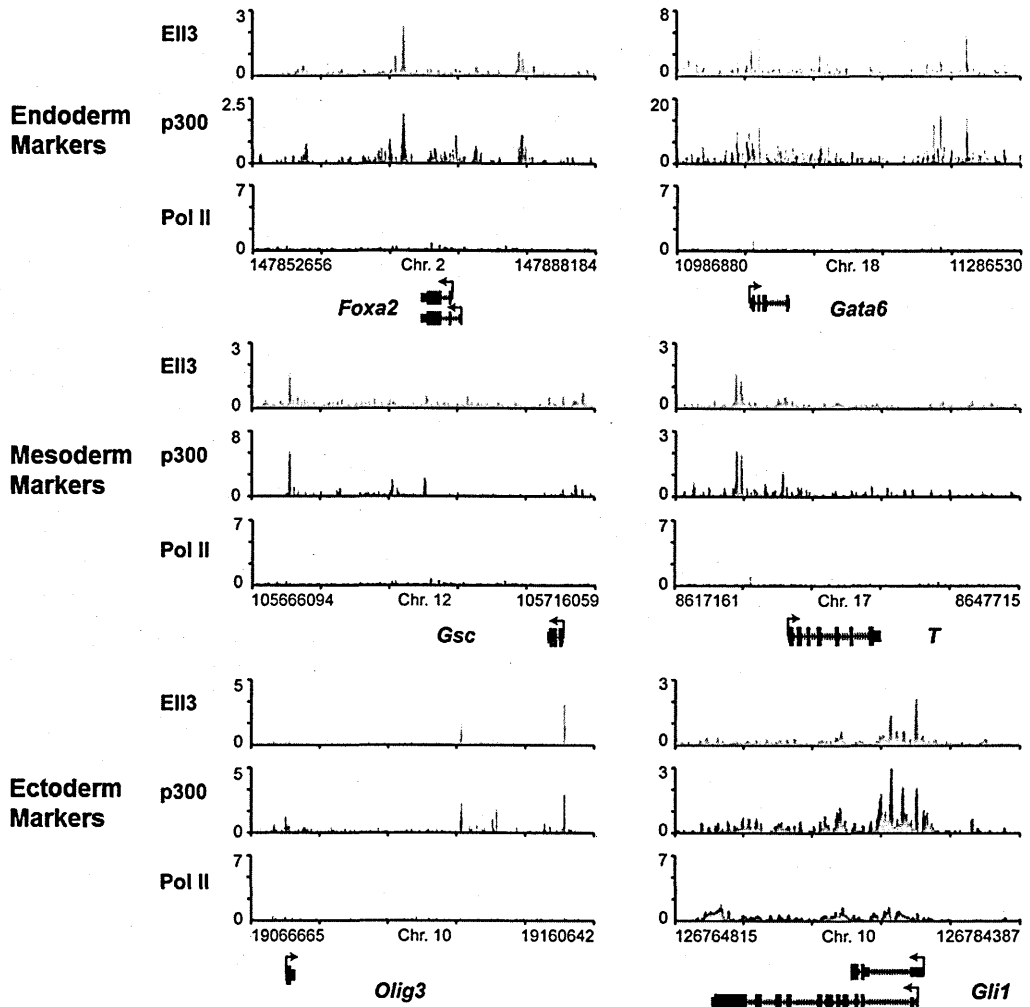 Endoderm
Markers
Ell3
3
0
p300
2.5
0
Pol II
7
0
147852656 Chr. 2 147888184
Foxa2
8
0
20
0
7
0
10986880 Chr. 18 11286530
Gata6
Mesoderm
Markers
Ell3
3
0
p300
8
0
Pol II
7
0
105666094 Chr. 12 105716059
Gsc
3
0
3
0
7
0
8617161 Chr. 17 8647715
T
Ectoderm
Markers
Ell3
5
0
p300
5
0
Pol II
7
0
19066665 Chr. 10 19160642
Olig3
3
0
3
0
7
0
126764815 Chr. 10 126784387
Gli1